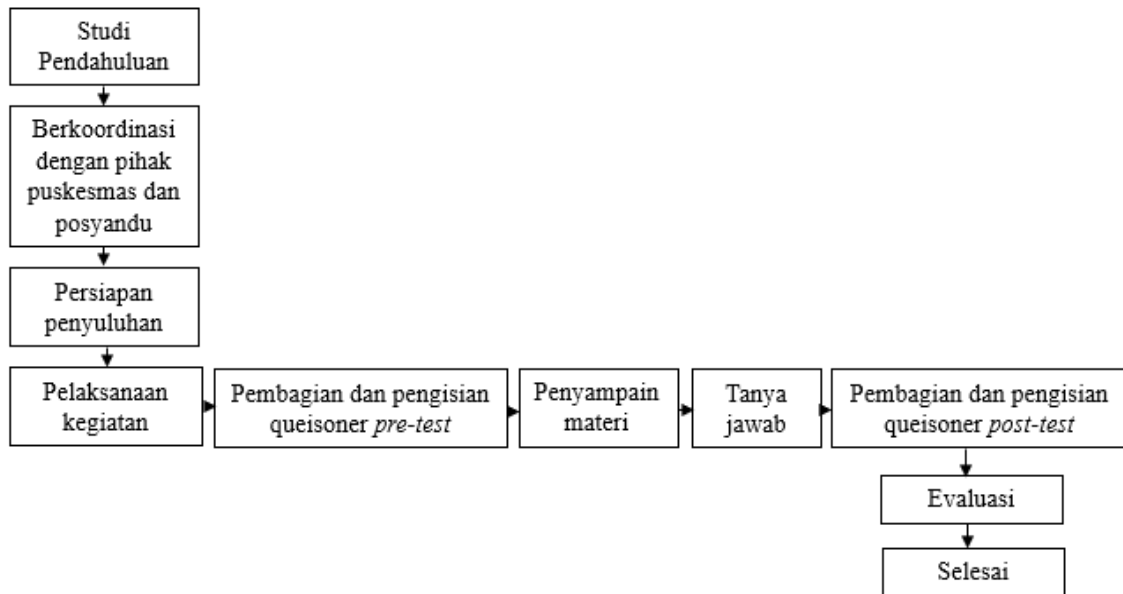 Studi
Pendahuluan
Berkoordinasi
dengan pihak
puskesmas dan
posyandu
Persiapan
penyuluhan
Pelaksanaan
kegiatan
Pembagian dan pengisian
queisoner pre-test
Penyampain
materi
Tanya
jawab
Pembagian dan pengisian
queisoner post-test
Evaluasi
Selesai